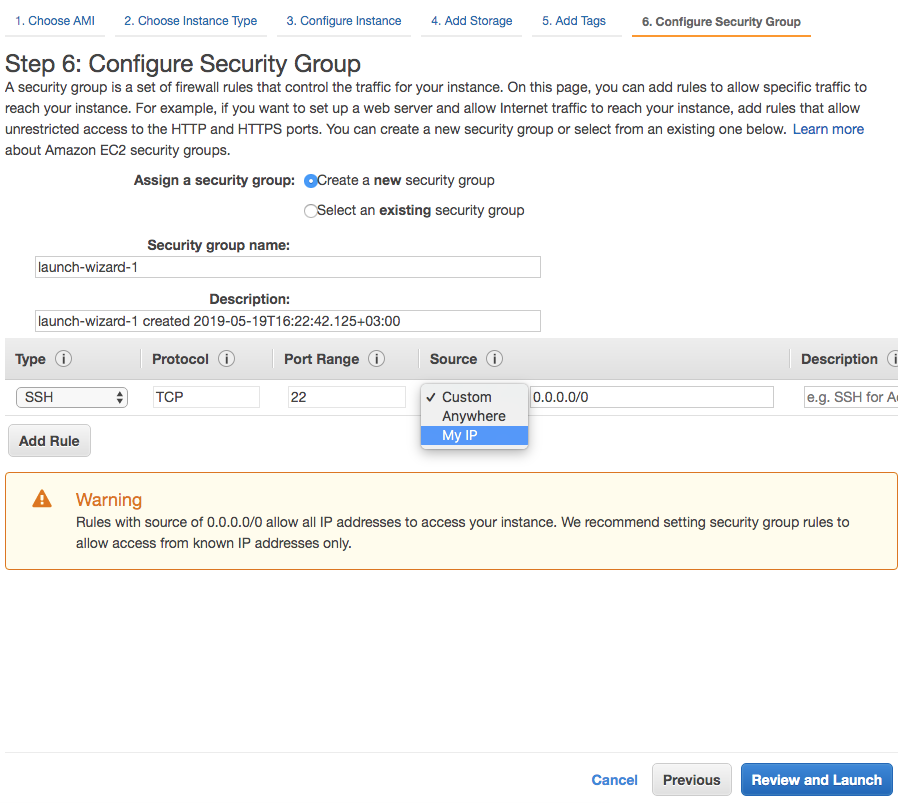 1. Choose AMI 2. Choose Instance Type 3. Configure Instance 4. Add Storage 5. Add Tags 6. Configure Security Group
Step 6: Configure Security Group
A security group is a set of firewall rules that control the traffic for your instance. On this page, you can add rules to allow specific traffic to
reach your instance. For example, if you want to set up a web server and allow Internet traffic to reach your instance, add rules that allow
unrestricted access to the HTTP and HTTPS ports. You can create a new security group or select from an existing one below. Learn more
about Amazon EC2 security groups.
Assign a security group: Create a new security group
Select an existing security group
Security group name:
launch-wizard-1
Description:
launch-wizard-1 created 2019-05-19T16:22:42.125+03:00
Type i Protocol i Port Range i Source i Description i
SSH TCP 22 Custom 0.0.0.0/0 e.g. SSH for A
Anywhere
My IP
Add Rule
Warning
Rules with source of 0.0.0.0/0 allow all IP addresses to access your instance. We recommend setting security group rules to
allow access from known IP addresses only.
Cancel Previous Review and Launch